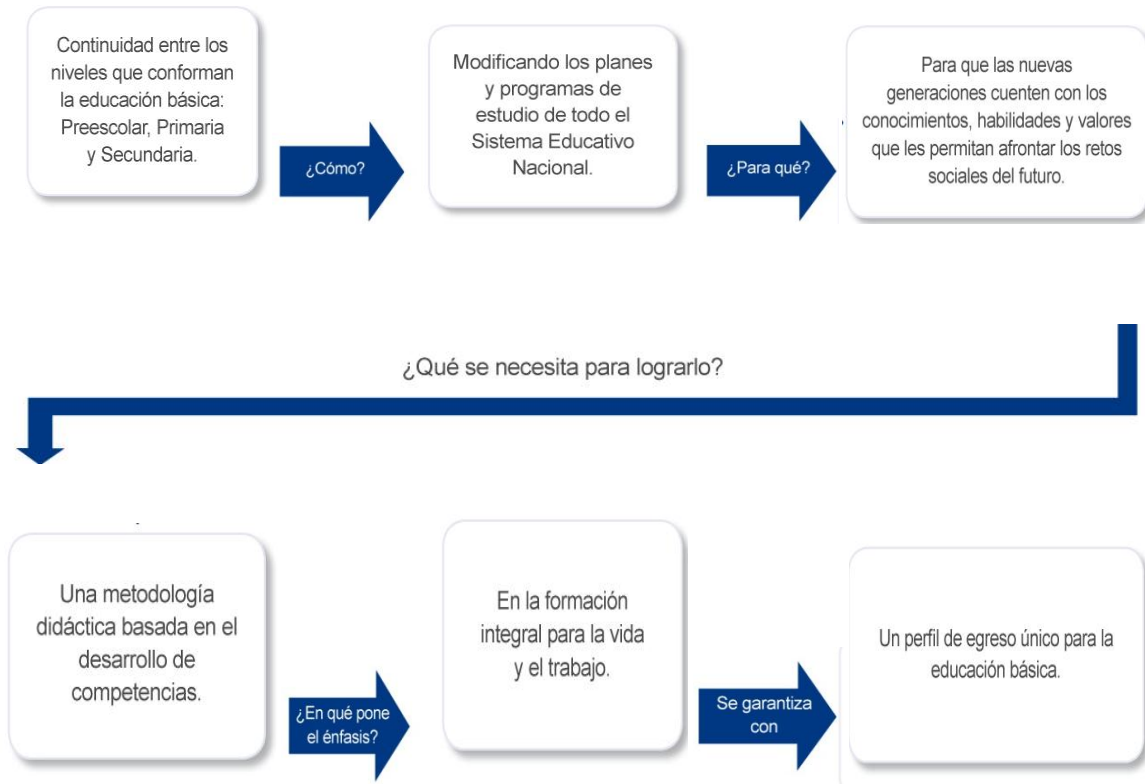 Continuidad entre los
niveles que conforman
la educación básica:
Preescolar, Primaria
y Secundaria.
¿Cómo?
Modificando los planes
y programas de
estudio de todo el
Sistema Educativo
Nacional.
¿Para qué?
Para que las nuevas
generaciones cuenten con los
conocimientos, habilidades y valores
que les permitan afrontar los retos
sociales del futuro.
¿Qué se necesita para lograrlo?
Una metodología
didáctica basada en el
desarrollo de
competencias.
¿En qué pone
el énfasis?
En la formación
integral para la vida
y el trabajo.
Se garantiza
con
Un perfil de egreso único para la
educación básica.